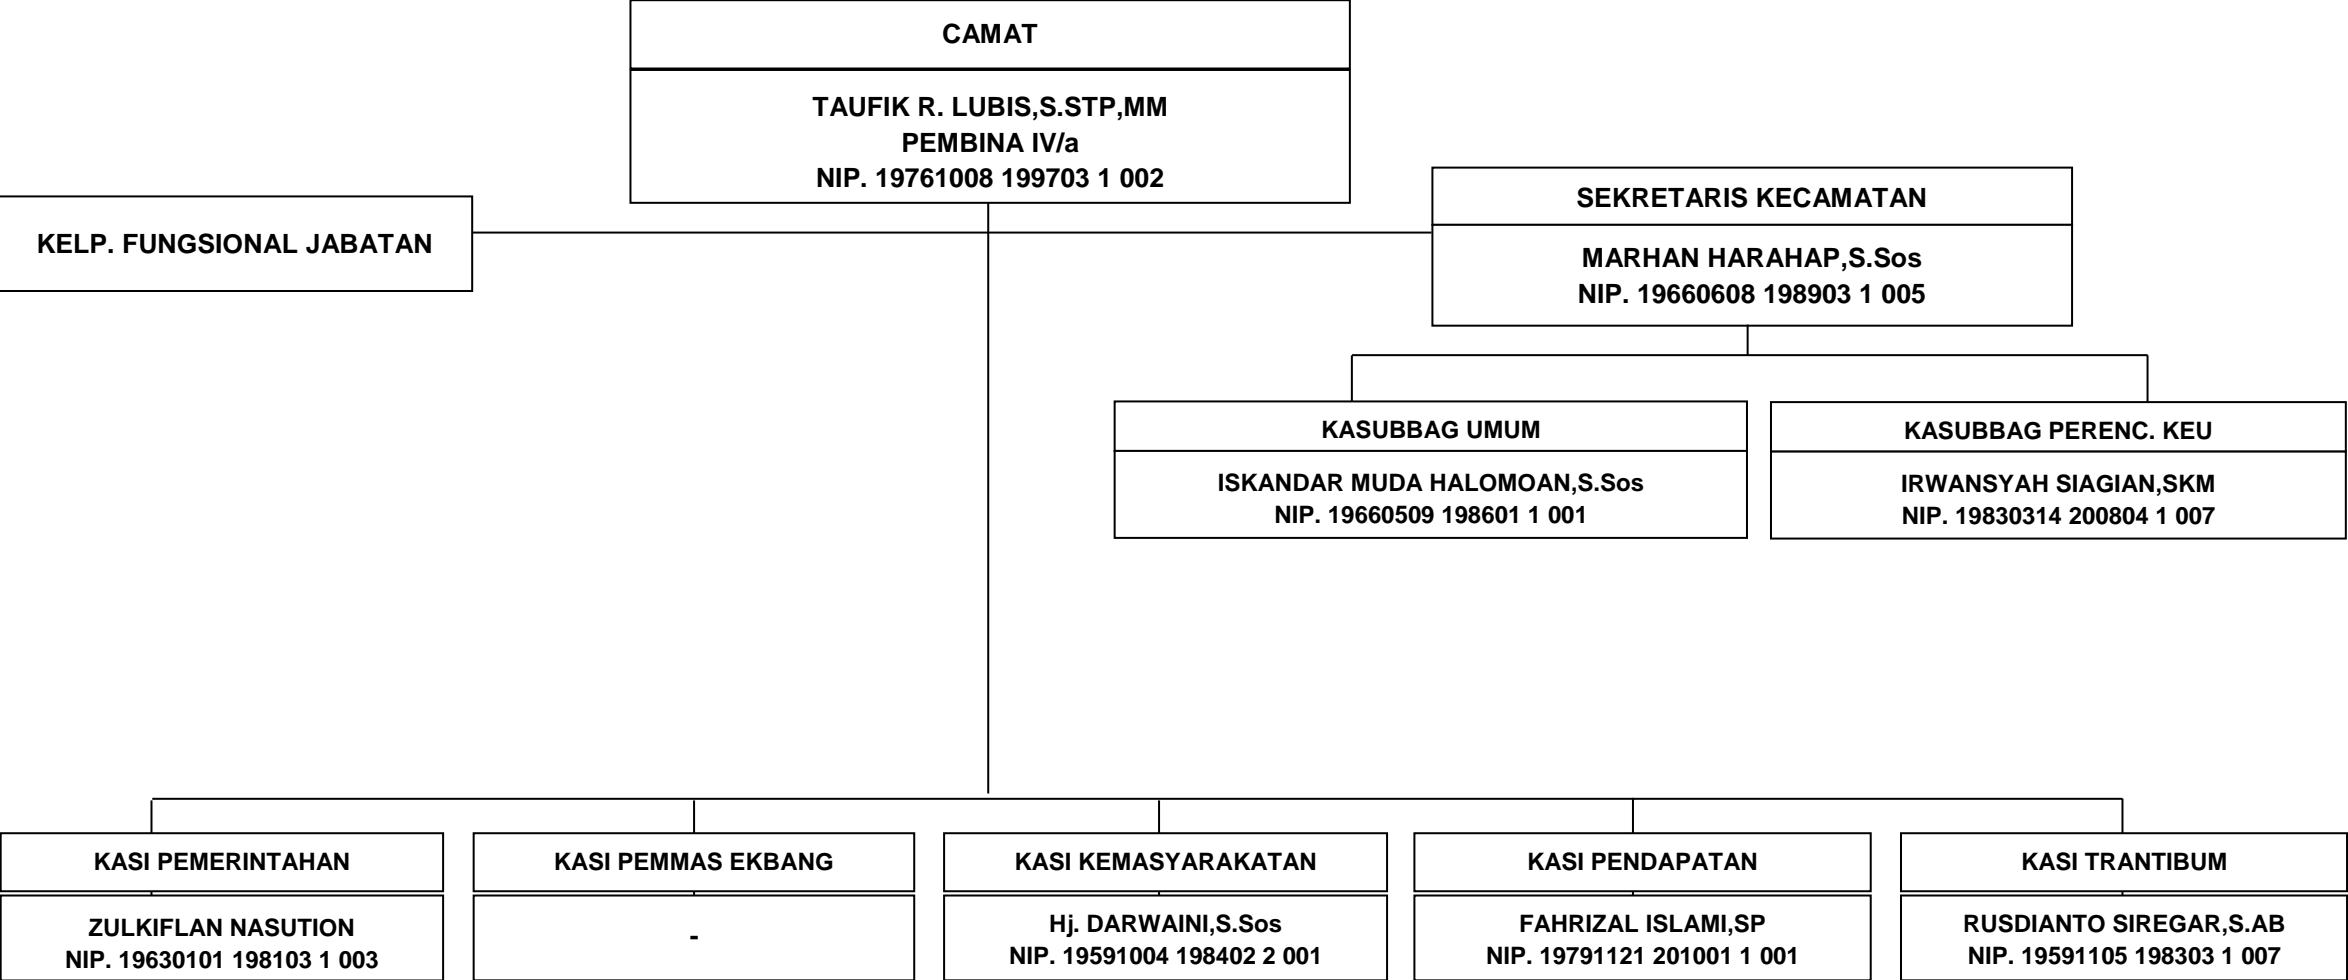 CAMAT
TAUFIK R. LUBIS,S.STP,MM
PEMBINA IV/a
NIP. 19761008 199703 1 002
KELP. FUNGSIONAL JABATAN
SEKRETARIS KECAMATAN
MARHAN HARAHAP,S.Sos
NIP. 19660608 198903 1 005
KASUBBAG UMUM
ISKANDAR MUDA HALOMOAN,S.Sos
NIP. 19660509 198601 1 001
KASUBBAG PERENC. KEU
IRWANSYAH SIAGIAN,SKM
NIP. 19830314 200804 1 007
KASI PEMERINTAHAN
ZULKIFLAN NASUTION
NIP. 19630101 198103 1 003
KASI PEMMAS EKBANG
-
KASI KEMASYARAKATAN
Hj. DARWAINI,S.Sos
NIP. 19591004 198402 2 001
KASI PENDAPATAN
FAHRIZAL ISLAMI,SP
NIP. 19791121 201001 1 001
KASI TRANTIBUM
RUSDIANTO SIREGAR,S.AB
NIP. 19591105 198303 1 007